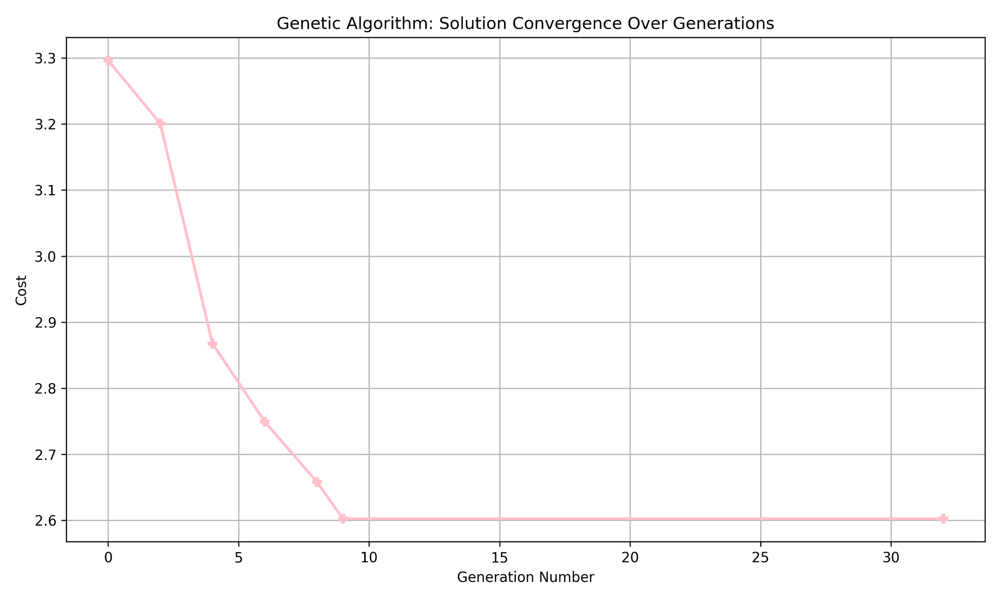 Genetic Algorithm: Solution Convergence Over Generations
3.3
3.2
3.1
3.0
2.9
2.8
2.7
2.6
Cost
0 5 10 15 20 25 30
Generation Number